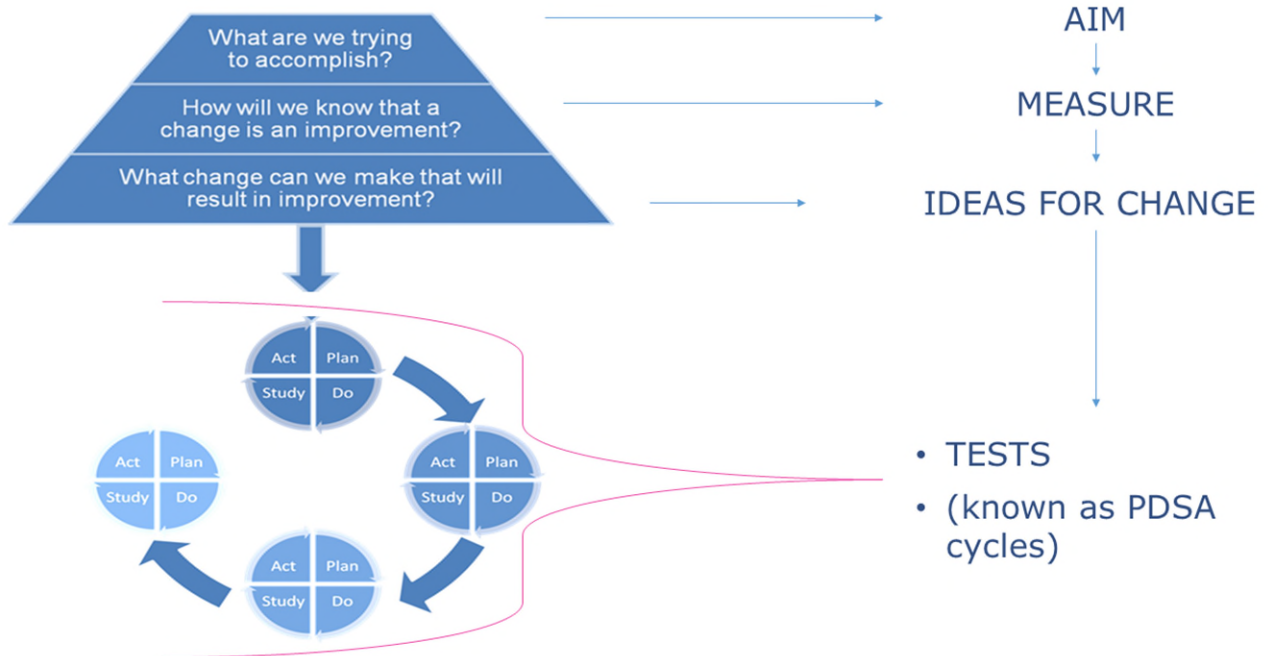 What are we trying
to accomplish?
How will we know that a
change is an improvement?
What change can we make that will
result in improvement?
AIM
MEASURE
IDEAS FOR CHANGE
Act Plan
Study Do
Act Plan
Study Do
Act Plan
Study Do
Act Plan
Study Do
• TESTS
• (known as PDSA
cycles)